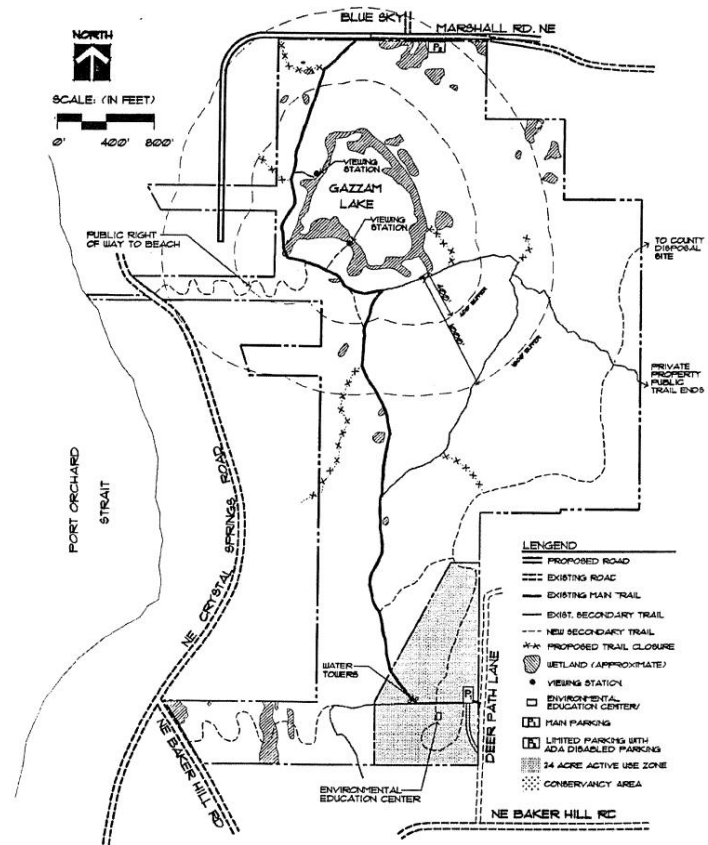 BLUE SKY
MARSHALL RD. NE
NORTH
SCALE: (IN FEET)
0' 400' 800'
VIEWING
STATION
GAZZAM
LAKE
VIEWING
STATION
PUBLIC RIGHT
OF WAY TO BEACH
TO COUNTY
DISPOSAL
SITE
400'
1000'
PRIVATE
PROPERTY
PUBLIC
TRAIL ENDS
PORT ORCHARD
STRAIT
NE CRYSTAL SPRINGS ROAD
LENGEND
PROPOSED ROAD
EXISTING ROAD
EXISTING MAIN TRAIL
EXIST. SECONDARY TRAIL
NEW SECONDARY TRAIL
PROPOSED TRAIL CLOSURE
WETLAND (APPROXIMATE)
VIEWING STATION
ENVIRONMENTAL
EDUCATION CENTER/
MAIN PARKING
LIMITED PARKING WITH
ADA DISABLED PARKING
24 ACRE ACTIVE USE ZONE
CONSERVANCY AREA
WATER
TOWERS
DEER PATH LANE
NE BAKER HILL RD
ENVIRONMENTAL
EDUCATION CENTER
NE BAKER HILL RD